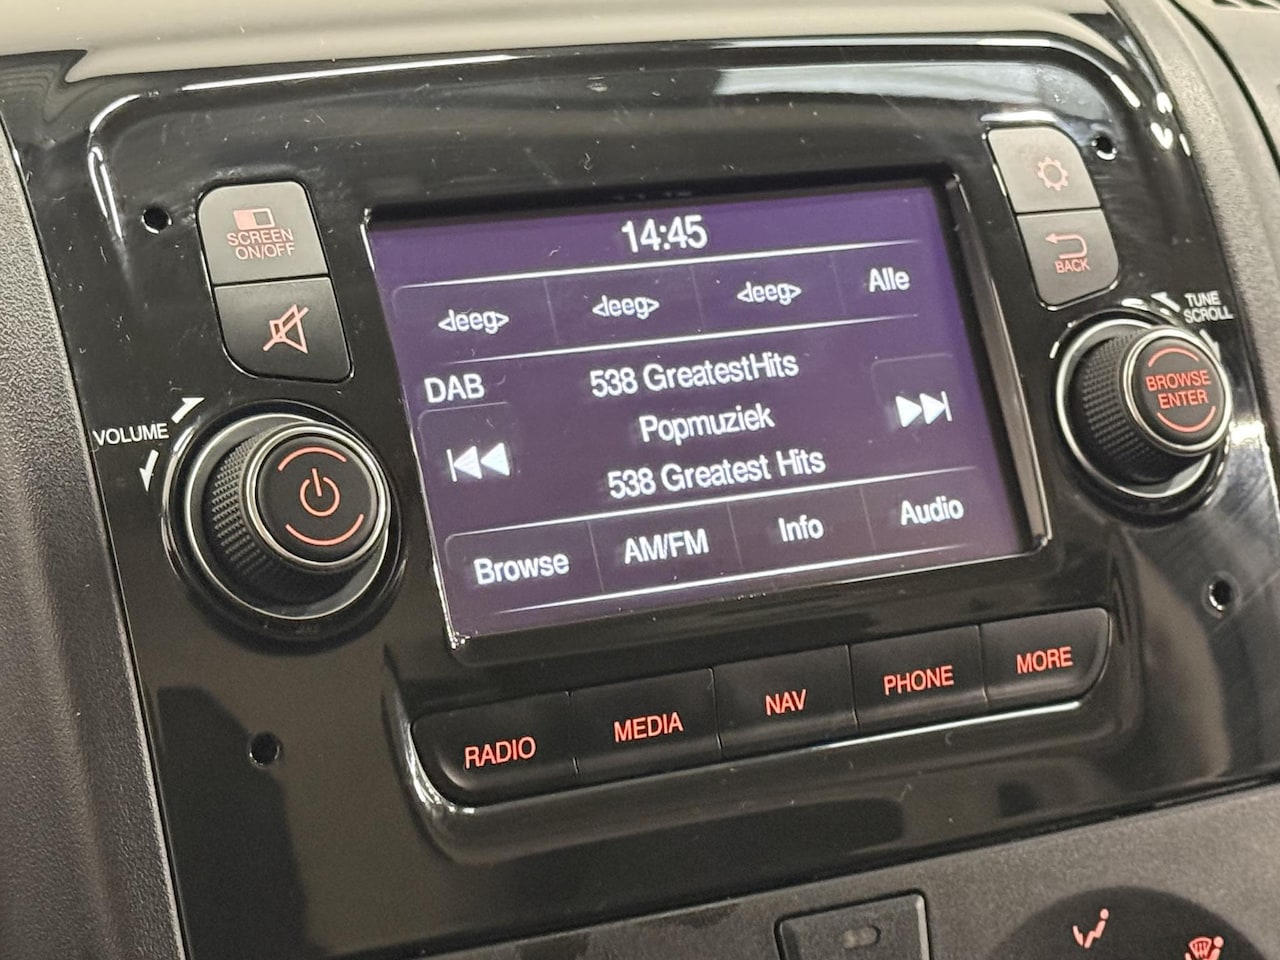 14:45
<leeg> <leeg> <leeg> Alle
DAB
538 GreatestHits
Popmuziek
538 Greatest Hits
Browse AM/FM Info Audio
SCREEN
ON/OFF
VOLUME
BACK
TUNE
SCROLL
BROWSE
ENTER
RADIO MEDIA NAV PHONE MORE